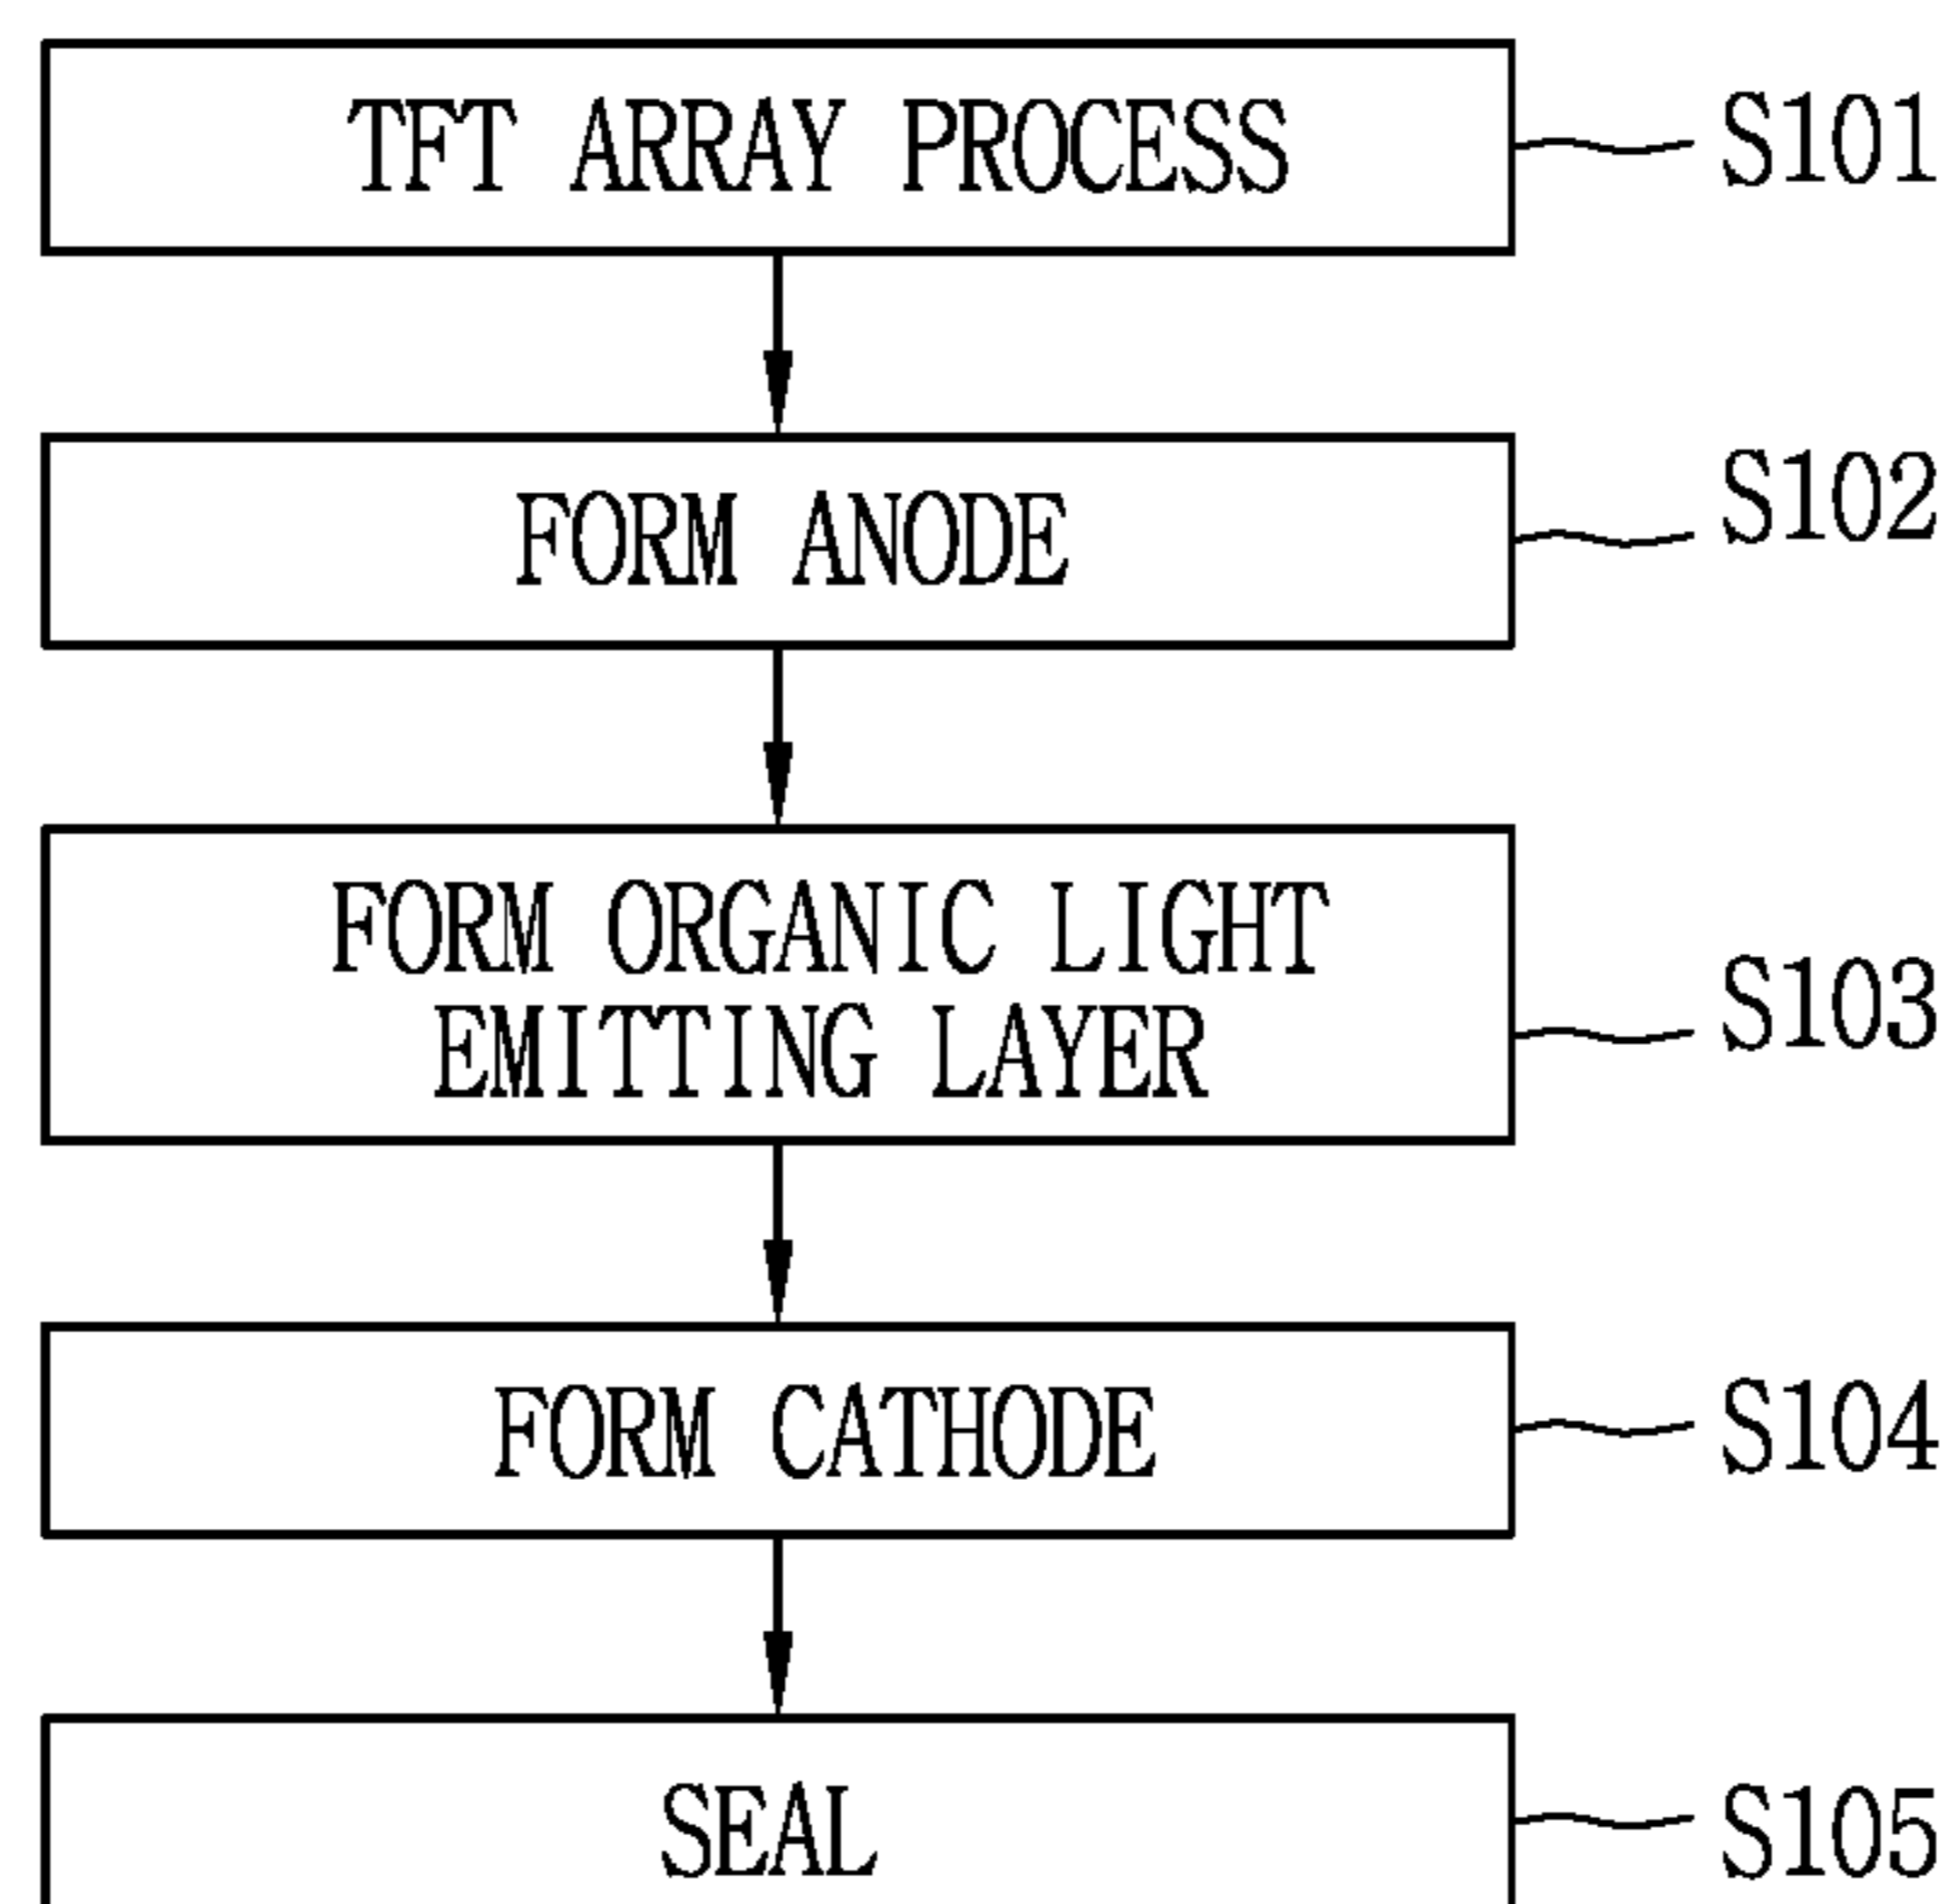 TFT ARRAY PROCESS
S101
FORM ANODE
S102
FORM ORGANIC LIGHT
EMITTING LAYER
S103
FORM CATHODE
S104
SEAL
S105